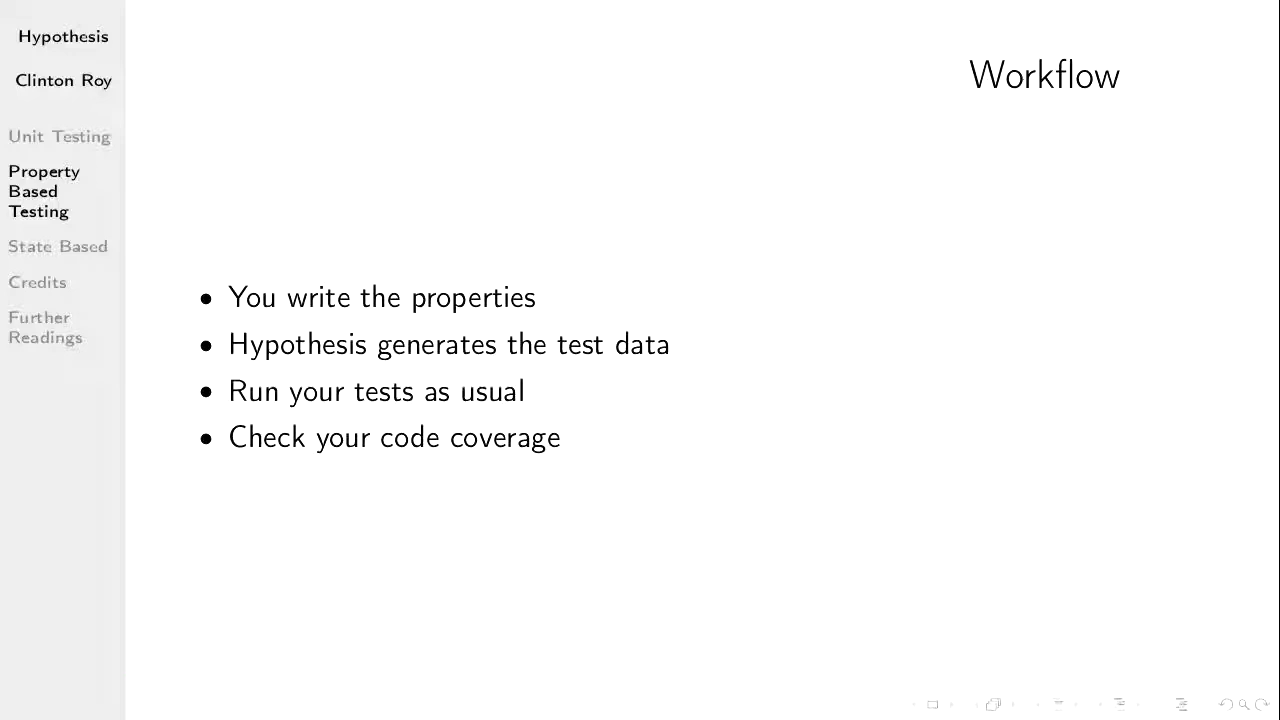 Hypothesis
Clinton Roy
Unit Testing
Property
Based
Testing
State Based
Credits
Further
Readings
Workflow
• You write the properties
• Hypothesis generates the test data
• Run your tests as usual
• Check your code coverage